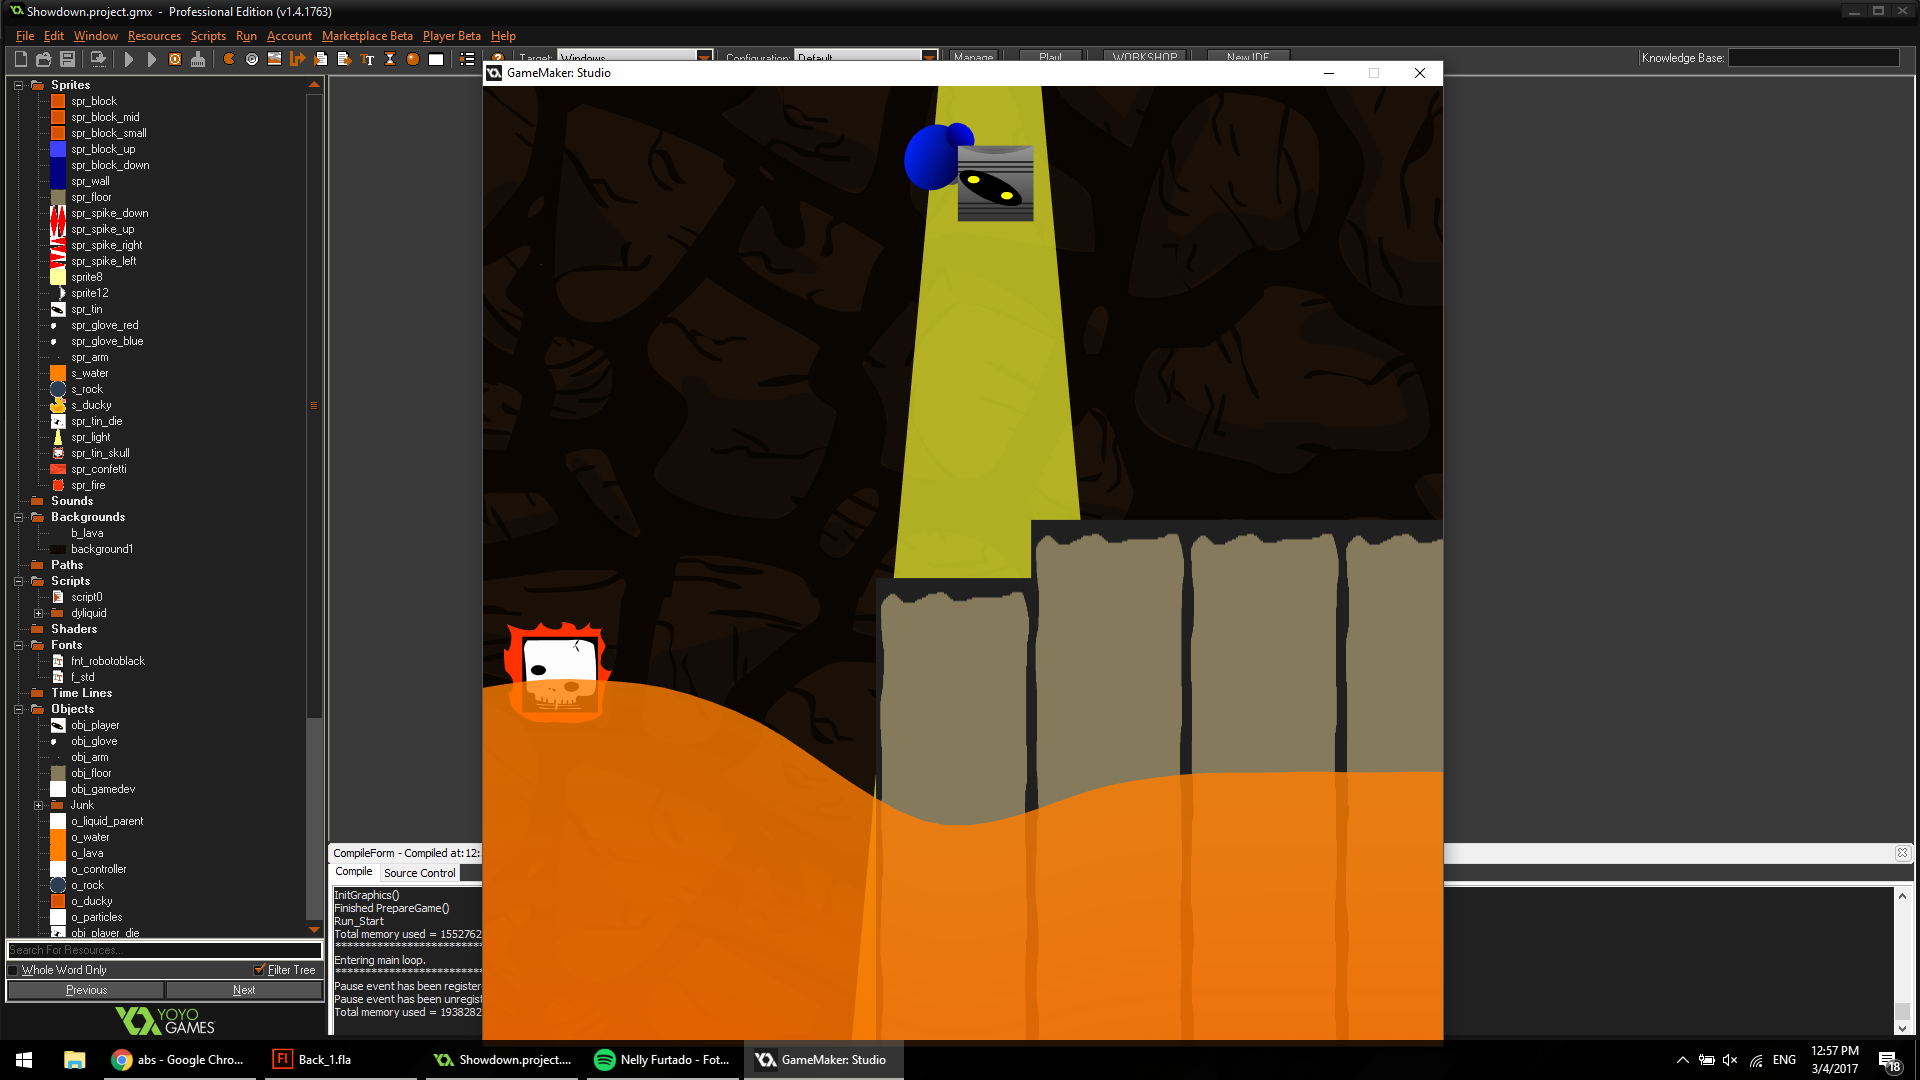 Showdown.project.gmx - Professional Edition (v1.4.1763)
File Edit Window Resources Scripts Run Account Marketplace Beta Player Beta Help
Target: Windows Configuration: Default Manage Play! WORKSHOP New IDE Knowledge Base:
GameMaker: Studio
Sprites
spr_block
spr_block_mid
spr_block_small
spr_block_up
spr_block_down
spr_wall
spr_floor
spr_spike_down
spr_spike_up
spr_spike_right
spr_spike_left
sprite8
sprite12
spr_tin
spr_glove_red
spr_glove_blue
spr_arm
s_water
s_rock
s_ducky
spr_tin_die
spr_light
spr_tin_skull
spr_confetti
spr_fire
Sounds
Backgrounds
b_lava
background1
Paths
Scripts
script0
dyliquid
Shaders
Fonts
fnt_robotoblack
f_std
Time Lines
Objects
obj_player
obj_glove
obj_arm
obj_floor
obj_gamedev
Junk
o_liquid_parent
o_water
o_lava
o_controller
o_rock
o_ducky
o_particles
obj_player_die
Search For Resources...
Whole Word Only Filter Tree
Previous Next
YOYO
GAMES
CompileForm - Compiled at: 12:
Compile Source Control
InitGraphics()
Finished PrepareGame()
Run_Start
Total memory used = 1552762
***************************
Entering main loop.
***************************
Pause event has been register
Pause event has been unregist
Total memory used = 1938282
abs - Google Chro... Fl Back_1.fla Showdown.project.... Nelly Furtado - Fot... GameMaker: Studio
ENG 12:57 PM
3/4/2017
18